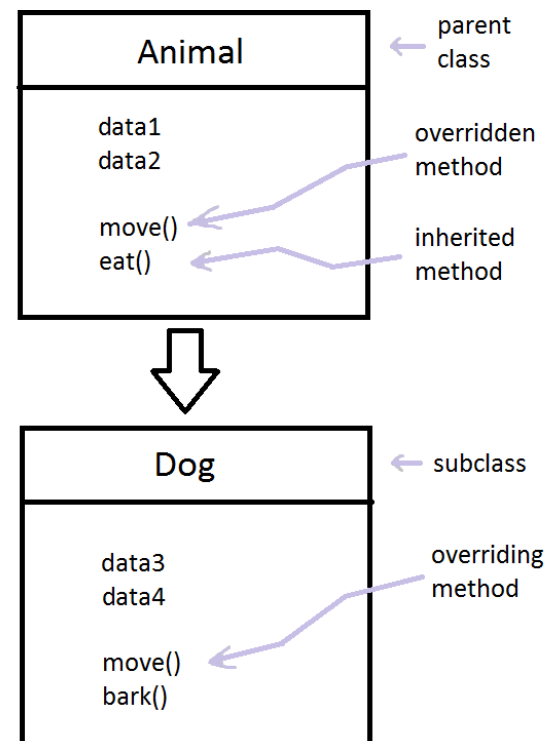 Animal
parent
class
data1
data2
overridden
method
move()
eat()
inherited
method
Dog
subclass
data3
data4
overriding
method
move()
bark()